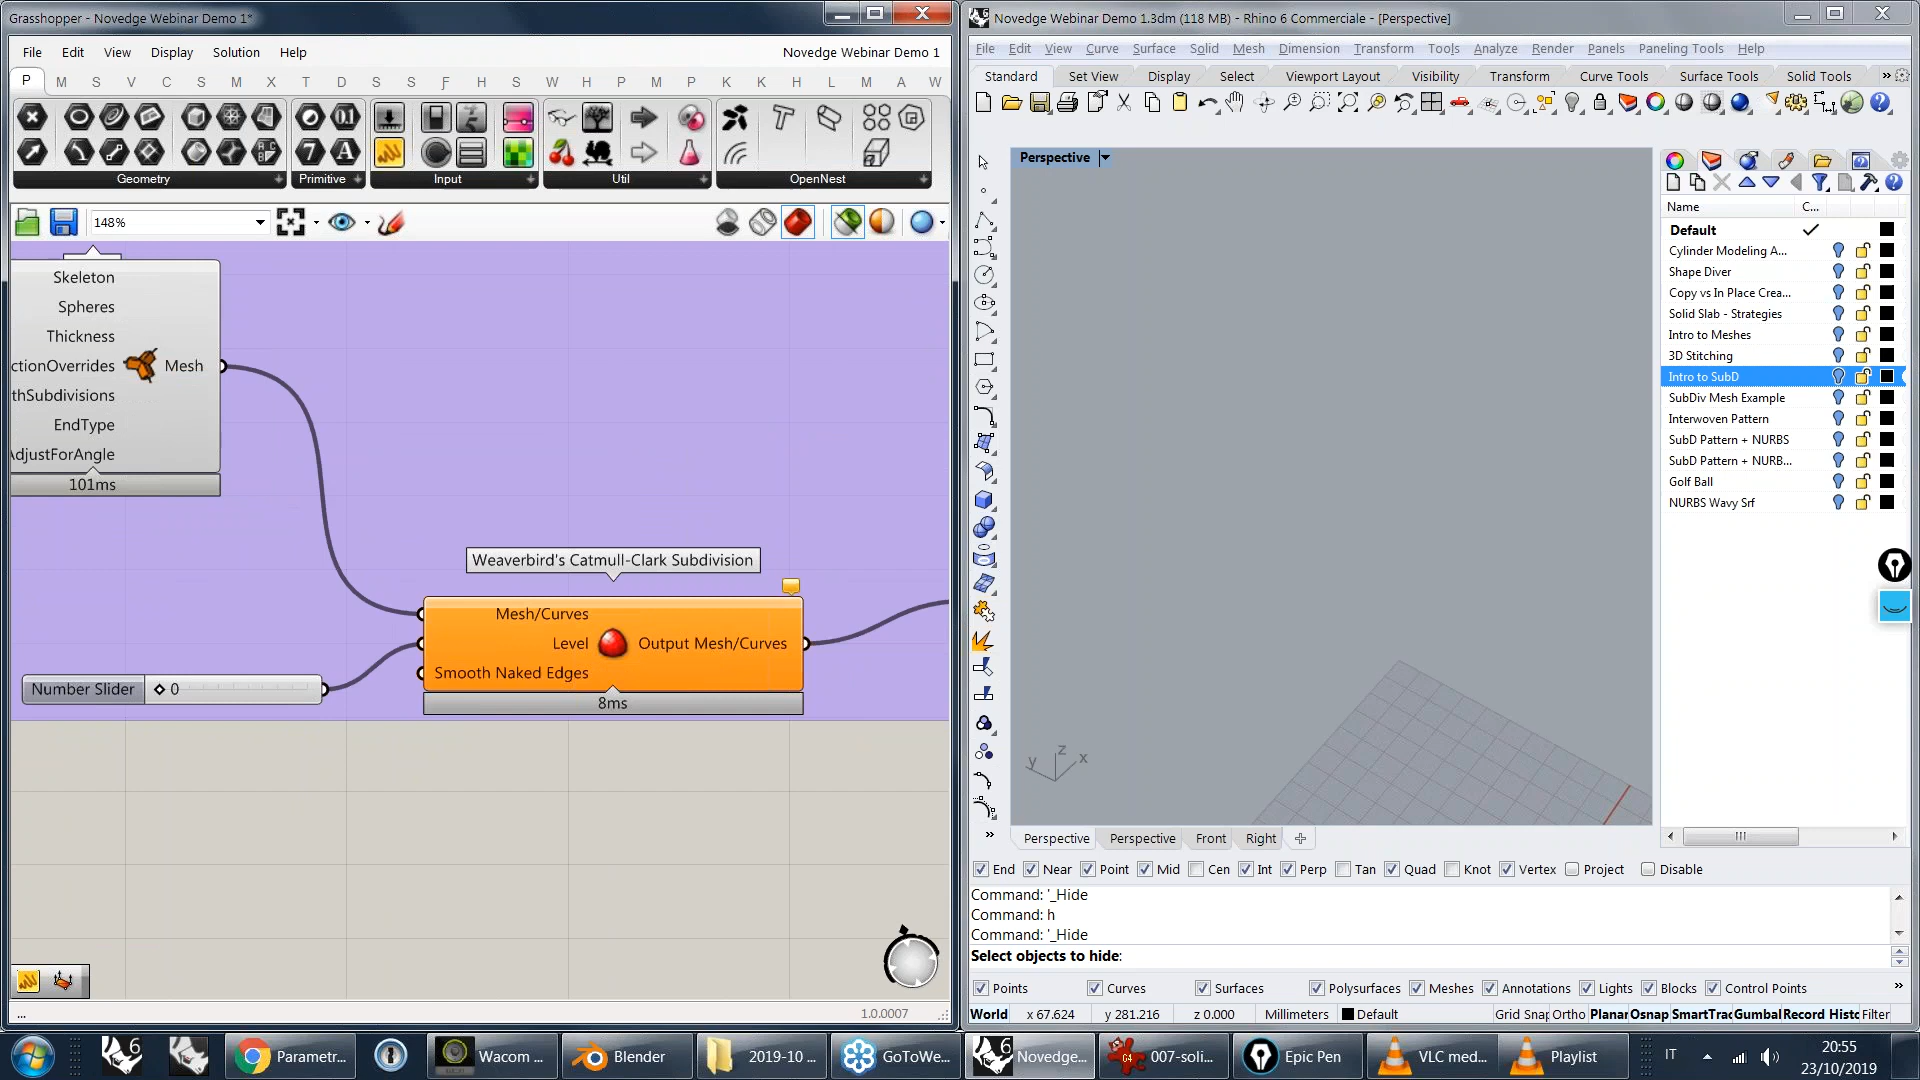 Grasshopper - Novedge Webinar Demo 1*
File Edit View Display Solution Help
Novedge Webinar Demo 1
P M S V C S M X T D S S F H S W H P M P K K H L M A W
Geometry
Primitive
Input
Util
OpenNest
148%
Skeleton
Spheres
Thickness
ctionOverrides
thSubdivisions
EndType
AdjustForAngle
Mesh
101ms
Weaverbird's Catmull-Clark Subdivision
Mesh/Curves
Level
Smooth Naked Edges
Output Mesh/Curves
8ms
Number Slider
0
...
1.0.0007
Novedge Webinar Demo 1.3dm (118 MB) - Rhino 6 Commerciale - [Perspective]
File Edit View Curve Surface Solid Mesh Dimension Transform Tools Analyze Render Panels Paneling Tools Help
Standard Set View Display Select Viewport Layout Visibility Transform Curve Tools Surface Tools Solid Tools »
Perspective
z
y
x
Name C...
Default
Cylinder Modeling A...
Shape Diver
Copy vs In Place Crea...
Solid Slab - Strategies
Intro to Meshes
3D Stitching
Intro to SubD
SubDiv Mesh Example
Interwoven Pattern
SubD Pattern + NURBS
SubD Pattern + NURB...
Golf Ball
NURBS Wavy Srf
Perspective Perspective Front Right
End Near Point Mid Cen Int Perp Tan Quad Knot Vertex Project Disable
Command: '_Hide
Command: h
Command: '_Hide
Select objects to hide:
Points Curves Surfaces Polysurfaces Meshes Annotations Lights Blocks Control Points »
World x 67.624 y 281.216 z 0.000 Millimeters Default Grid Snap Ortho Planar Osnap SmartTrac Gumbal Record Histo Filter
Parametr...
Wacom ...
Blender
2019-10 ...
GoToWe...
Novedge...
007-soli...
Epic Pen
VLC med...
Playlist
IT
20:55
23/10/2019